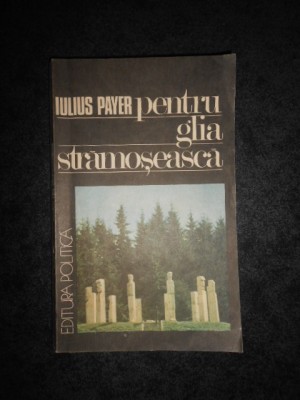 IULIUS PAYER pentru
glia
strămoșească
EDITURA POLITICĂ